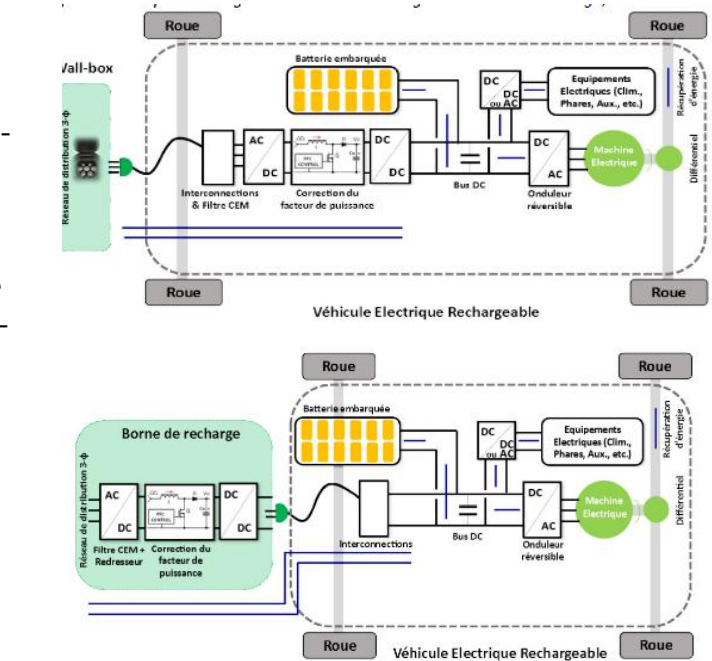 Roue
Roue
Wall-box
Batterie embarquée
DC
DC
ou AC
Equipements
Electriques (Clim.,
Phares, Aux., etc.)
Récupération
d'énergie
Réseau de distribution 3-ф
AC
DC
DC
DC
DC
AC
Machine
Electrique
Différentiel
Interconnections
& Filtre CEM
Correction du
facteur de puissance
Bus DC
Onduleur
réversible
Roue
Roue
Véhicule Electrique Rechargeable
Roue
Roue
Batterie embarquée
Borne de recharge
DC
DC
ou AC
Equipements
Electriques (Clim.,
Phares, Aux., etc.)
Récupération
d'énergie
Réseau de distribution 3-ф
AC
DC
DC
DC
DC
AC
Machine
Electrique
Différentiel
Filtre CEM +
Redresseur
Correction du
facteur de
puissance
Interconnections
Bus DC
Onduleur
réversible
Roue
Roue
Véhicule Electrique Rechargeable